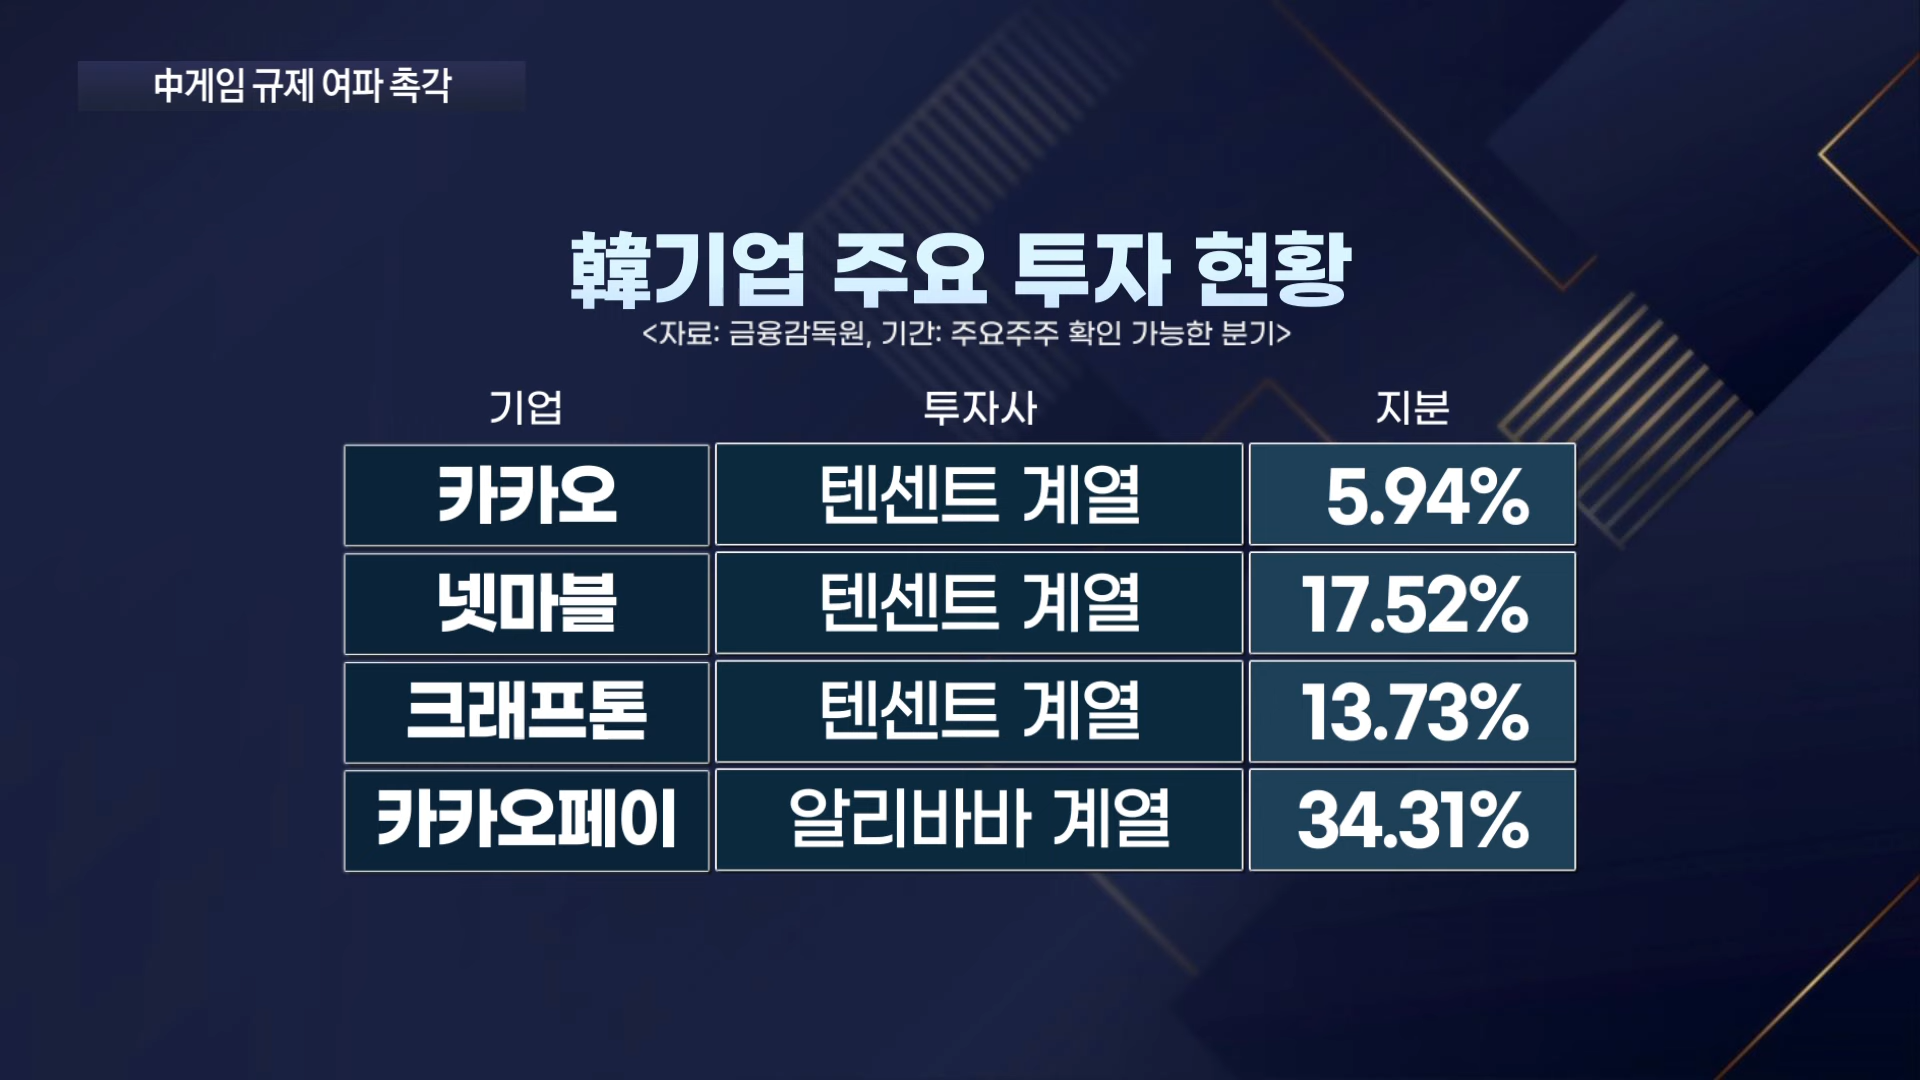 中게임 규제 여파 촉각
韓기업 주요 투자 현황
<자료: 금융감독원, 기간: 주요주주 확인 가능한 분기>
기업 투자사 지분
카카오 텐센트 계열 5.94%
넷마블 텐센트 계열 17.52%
크래프톤 텐센트 계열 13.73%
카카오페이 알리바바 계열 34.31%